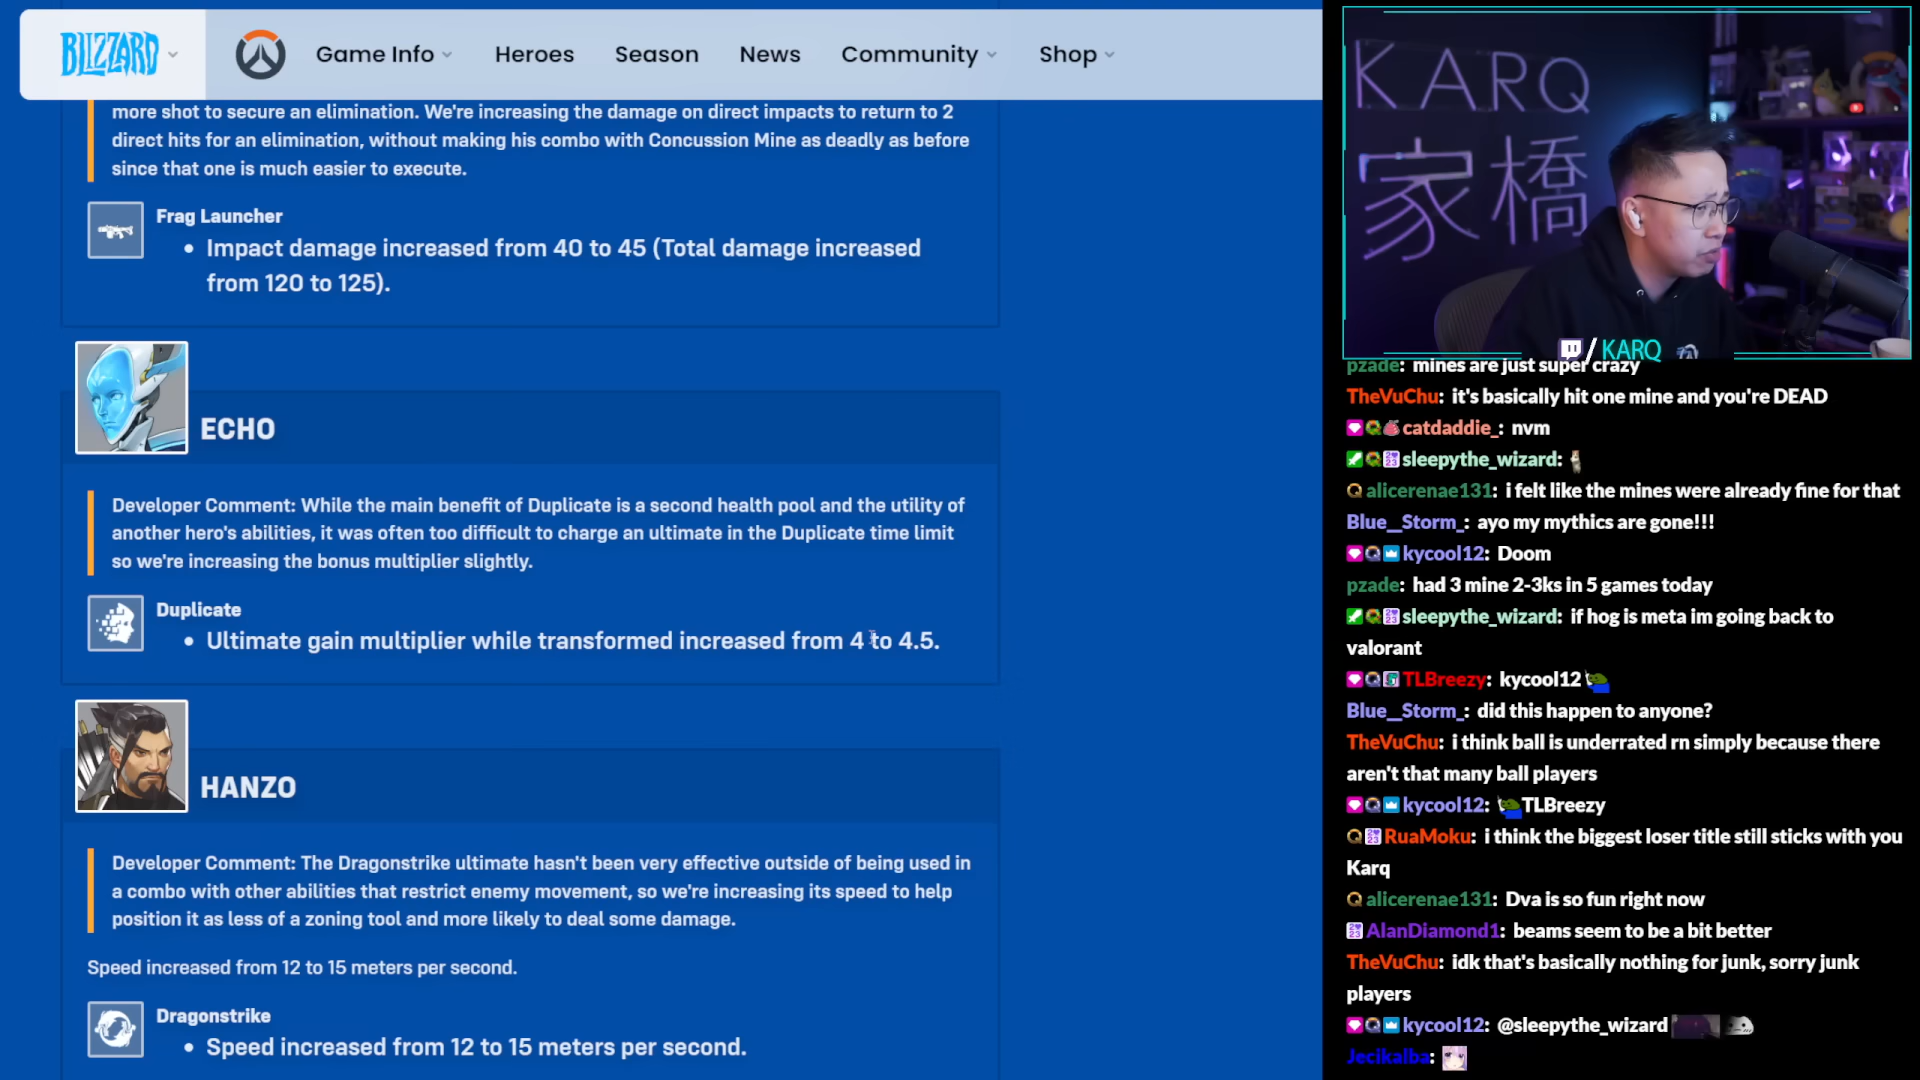 BLIZZARD
Game Info
Heroes
Season
News
Community
Shop
more shot to secure an elimination. We're increasing the damage on direct impacts to return to 2
direct hits for an elimination, without making his combo with Concussion Mine as deadly as before
since that one is much easier to execute.
Frag Launcher
• Impact damage increased from 40 to 45 (Total damage increased
from 120 to 125).
ECHO
Developer Comment: While the main benefit of Duplicate is a second health pool and the utility of
another hero's abilities, it was often too difficult to charge an ultimate in the Duplicate time limit
so we're increasing the bonus multiplier slightly.
Duplicate
• Ultimate gain multiplier while transformed increased from 4 to 4.5.
HANZO
Developer Comment: The Dragonstrike ultimate hasn't been very effective outside of being used in
a combo with other abilities that restrict enemy movement, so we're increasing its speed to help
position it as less of a zoning tool and more likely to deal some damage.
Speed increased from 12 to 15 meters per second.
Dragonstrike
• Speed increased from 12 to 15 meters per second.
KARQ
家橋
/ KARQ
pzade: mines are just super crazy
TheVuChu: it's basically hit one mine and you're DEAD
catdaddie_: nvm
sleepythe_wizard:
alicerenae131: i felt like the mines were already fine for that
Blue__Storm_: ayo my mythics are gone!!!
kycool12: Doom
pzade: had 3 mine 2-3ks in 5 games today
sleepythe_wizard: if hog is meta im going back to
valorant
TLBreezy: kycool12
Blue__Storm_: did this happen to anyone?
TheVuChu: i think ball is underrated rn simply because there
aren't that many ball players
kycool12: TLBreezy
RuaMoku: i think the biggest loser title still sticks with you
Karq
alicerenae131: Dva is so fun right now
AlanDiamond1: beams seem to be a bit better
TheVuChu: idk that's basically nothing for junk, sorry junk
players
kycool12: @sleepythe_wizard
Jecikalba: